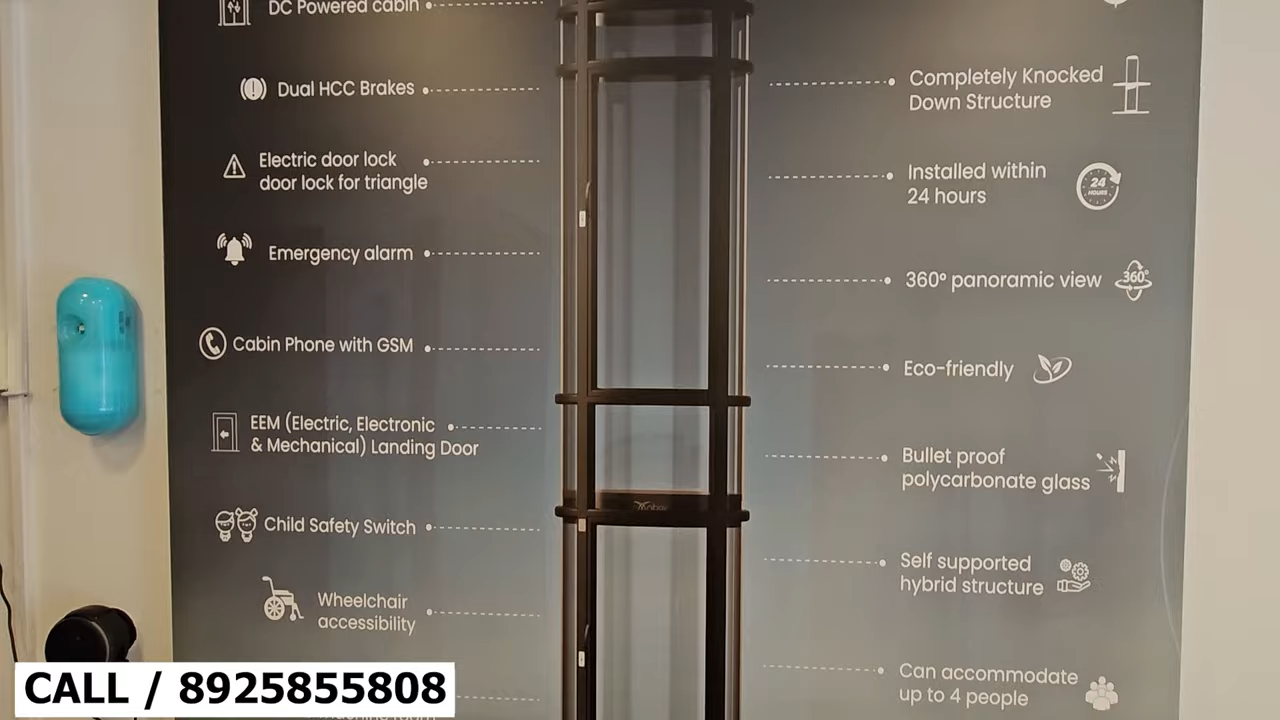 DC Powered cabin
Dual HCC Brakes
Electric door lock
door lock for triangle
Emergency alarm
Cabin Phone with GSM
EEM (Electric, Electronic
& Mechanical) Landing Door
Child Safety Switch
Wheelchair
accessibility
Completely Knocked
Down Structure
Installed within
24 hours
24
HOURS
360° panoramic view
360°
Eco-friendly
Bullet proof
polycarbonate glass
Self supported
hybrid structure
Can accommodate
up to 4 people
CALL / 8925855808